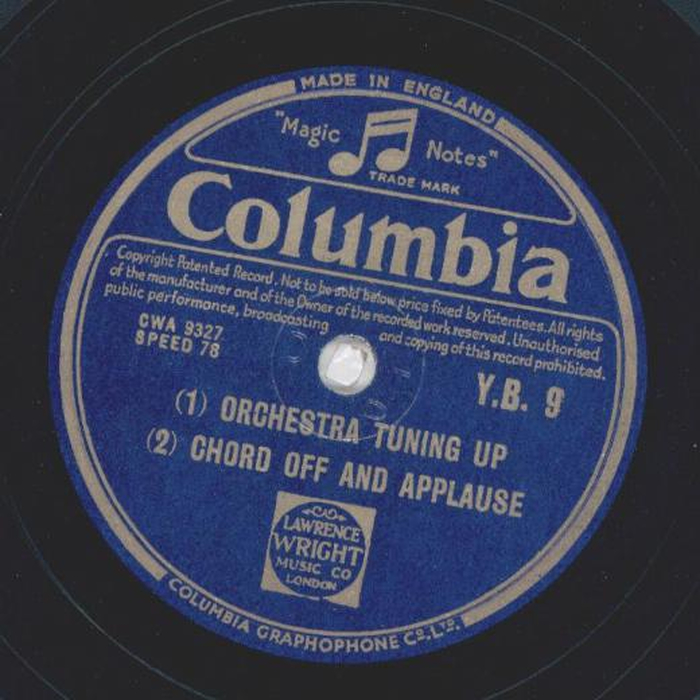 MADE IN ENGLAND
"Magic Notes"
TRADE MARK
Columbia
Copyright Patented Record. Not to be sold below price fixed by Patentees. All rights
of the manufacturer and of the Owner of the recorded work reserved. Unauthorised
public performance, broadcasting and copying of this record prohibited.
CWA 9327
SPEED 78
Y.B. 9
(1) ORCHESTRA TUNING UP
(2) CHORD OFF AND APPLAUSE
LAWRENCE
WRIGHT
MUSIC CO
LONDON
COLUMBIA GRAPHOPHONE CO. LTD.